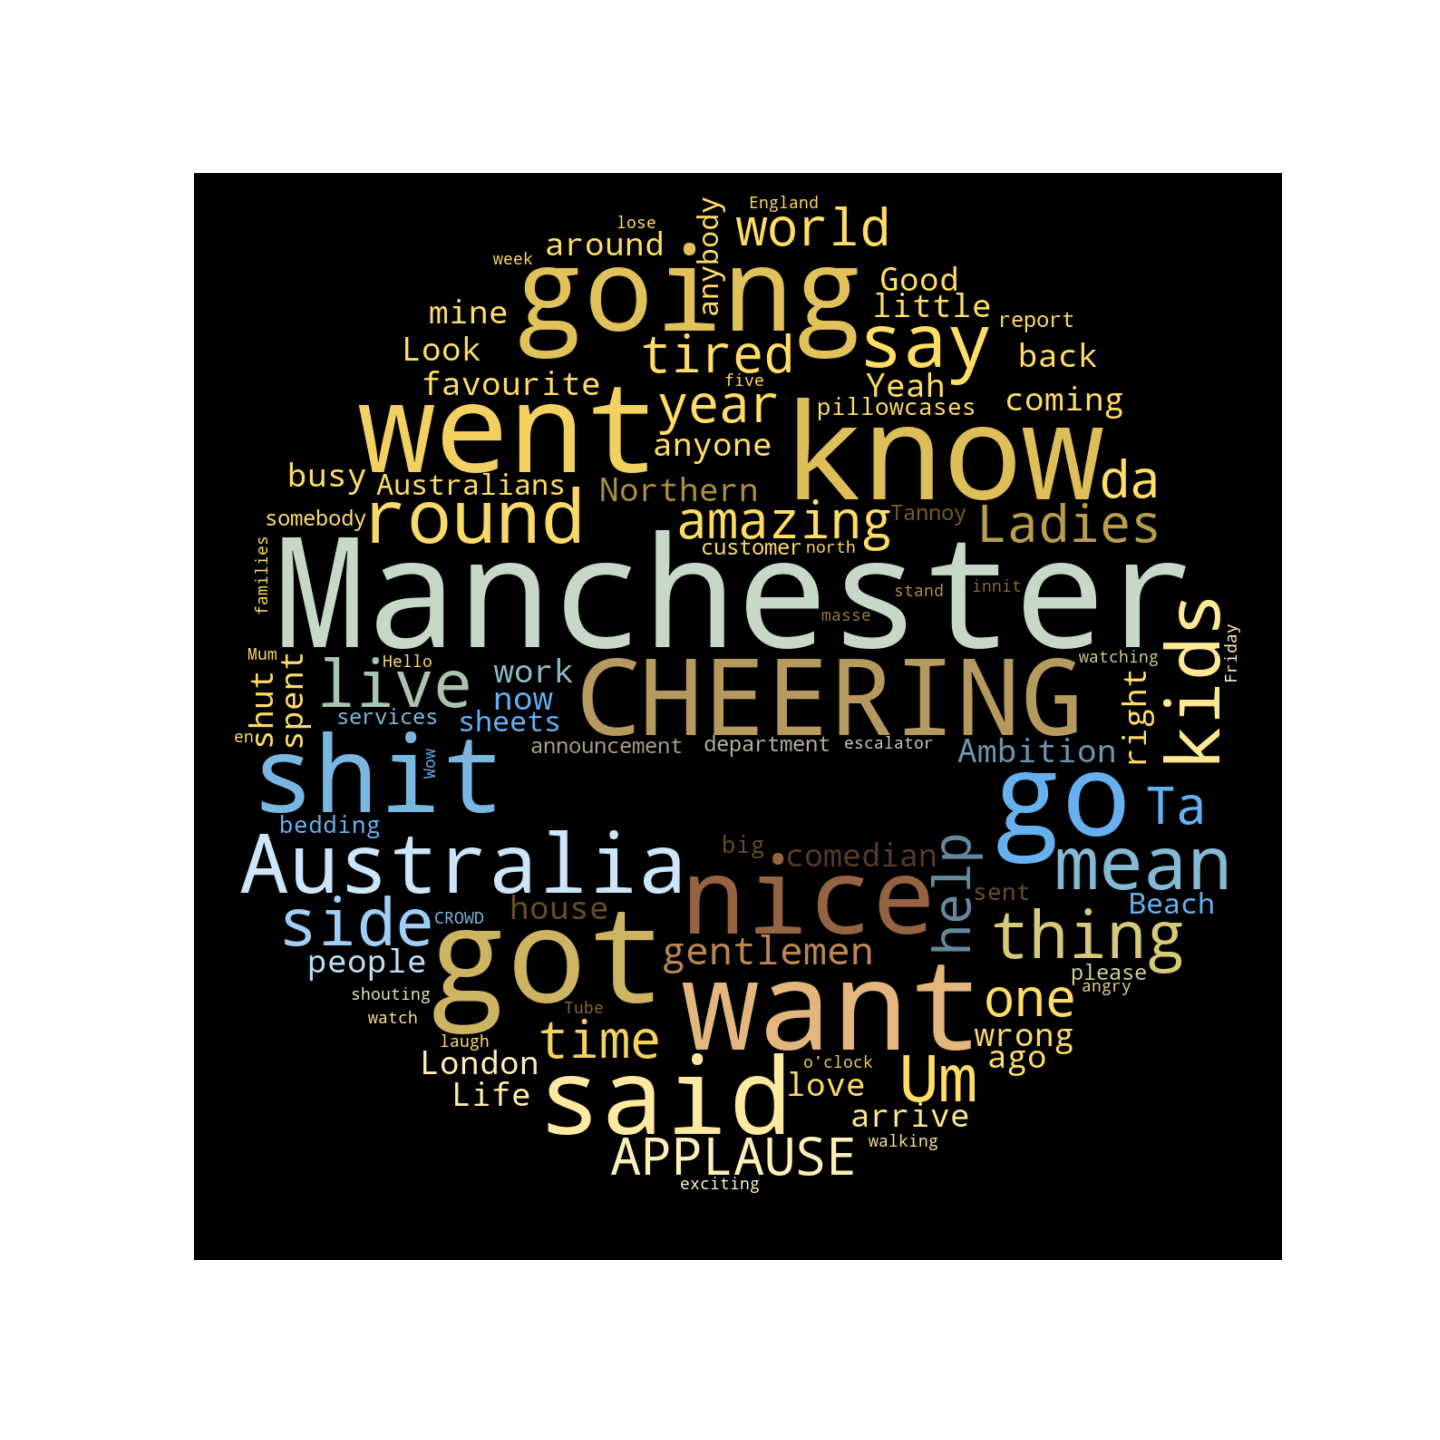 England
lose
world
anybody
around
week
going
Good
little
mine
report
say
Look
tired
back
favourite
five
Yeah
year
pillowcases
coming
went
know
anyone
busy
Australians
Northern
da
somebody
round
amazing
Tannoy
Ladies
customer
north
families
Manchester
stand
innit
masse
kids
Friday
Mum
Hello
live
work
CHEERING
watching
spent
shut
now
right
services
sheets
en
shit
Wow
announcement
department
escalator
Ambition
go
Ta
bedding
Australia
big
comedian
help
mean
nice
sent
Beach
side
CROWD
house
got
thing
people
gentlemen
please
shouting
want
angry
one
watch
Tube
laugh
time
wrong
London
said
o'clock
ago
Life
love
Um
arrive
APPLAUSE
walking
exciting